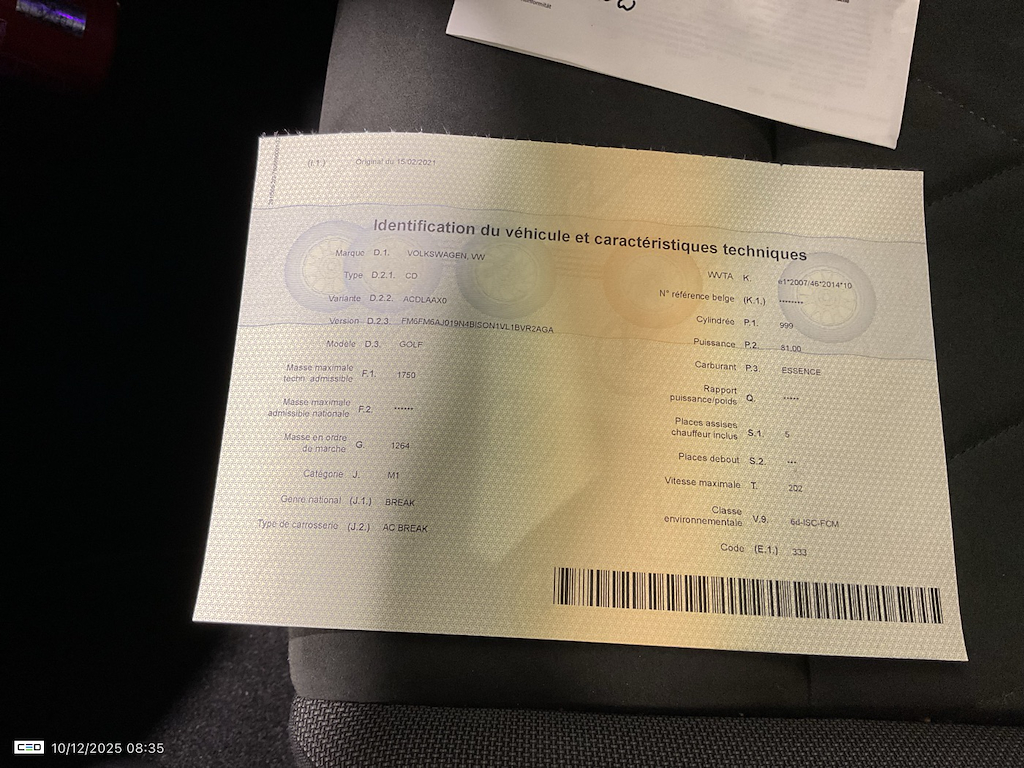 (I.1.) Original du 15/02/2021
Identification du véhicule et caractéristiques techniques
Marque D.1. VOLKSWAGEN, VW
Type D.2.1. CD
Variante D.2.2. ACDLAAX0
Version D.2.3. FM6FM6AJ019N4BISON1VL1BVR2AGA
Modèle D.3. GOLF
Masse maximale
techn. admissible F.1. 1750
Masse maximale
admissible nationale F.2. ••••••
Masse en ordre
de marche G. 1264
Catégorie J. M1
Genre national (J.1.) BREAK
Type de carrosserie (J.2.) AC BREAK
WVTA K. e1*2007/46*2014*10
N° référence belge (K.1.) ••••••••
Cylindrée P.1. 999
Puissance P.2. 81.00
Carburant P.3. ESSENCE
Rapport
puissance/poids Q. •••••
Places assises
chauffeur inclus S.1. 5
Places debout S.2. •••
Vitesse maximale T. 202
Classe
environnementale V.9. 6d-ISC-FCM
Code (E.1.) 333
CEO 10/12/2025 08:35